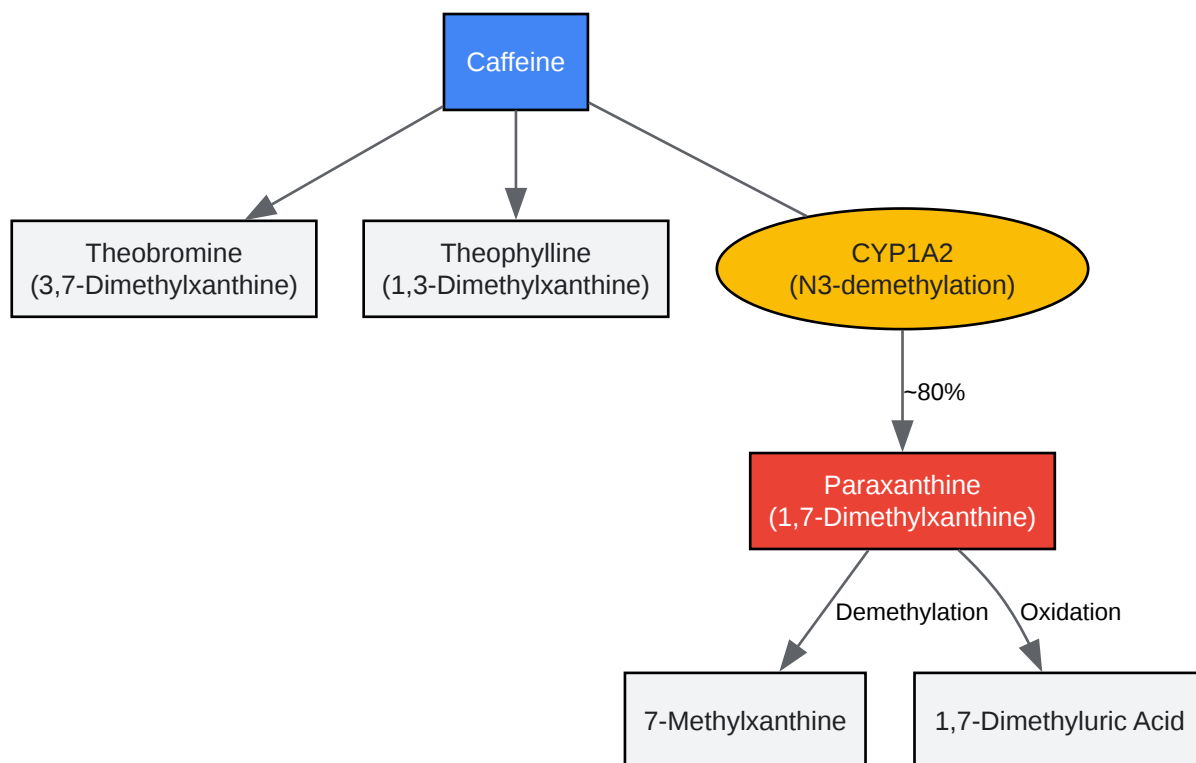 Caffeine
Theobromine
(3,7-Dimethylxanthine)
Theophylline
(1,3-Dimethylxanthine)
CYP1A2
(N3-demethylation)
~80%
Paraxanthine
(1,7-Dimethylxanthine)
Demethylation
Oxidation
7-Methylxanthine
1,7-Dimethyluric Acid